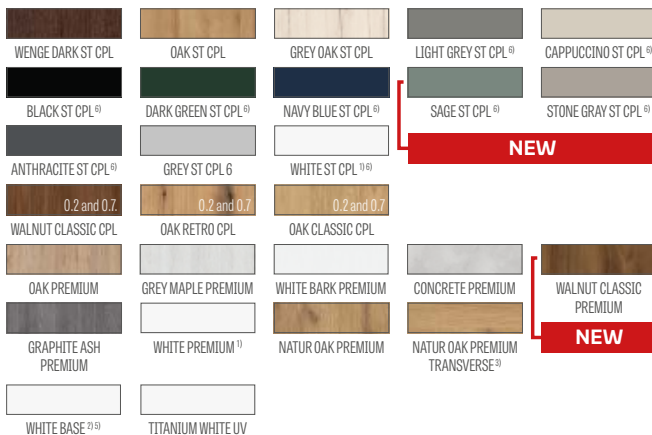 WENGE DARK ST CPL
OAK ST CPL
GREY OAK ST CPL
LIGHT GREY ST CPL 6)
CAPPUCCINO ST CPL 6)
BLACK ST CPL 6)
DARK GREEN ST CPL 6)
NAVY BLUE ST CPL 6)
SAGE ST CPL 6)
STONE GRAY ST CPL 6)
NEW
ANTHRACITE ST CPL 6)
GREY ST CPL 6
WHITE ST CPL 1) 6)
0.2 and 0.7.
WALNUT CLASSIC CPL
0.2 and 0.7
OAK RETRO CPL
0.2 and 0.7
OAK CLASSIC CPL
OAK PREMIUM
GREY MAPLE PREMIUM
WHITE BARK PREMIUM
CONCRETE PREMIUM
WALNUT CLASSIC
PREMIUM
NEW
GRAPHITE ASH
PREMIUM
WHITE PREMIUM 1)
NATUR OAK PREMIUM
NATUR OAK PREMIUM
TRANSVERSE 3)
WHITE BASE 2) 5)
TITANIUM WHITE UV